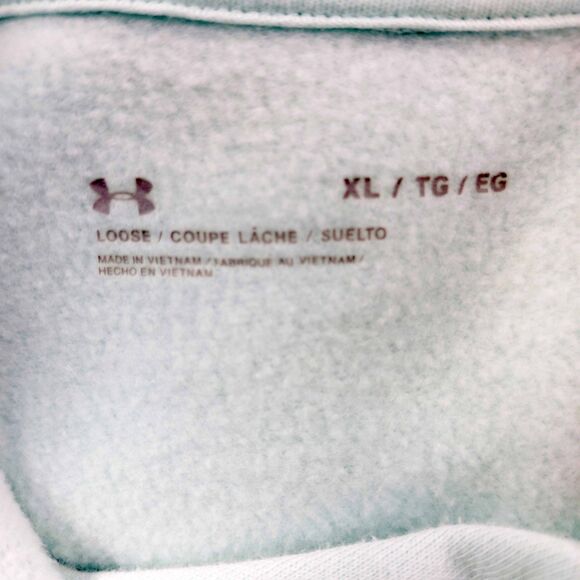 XL / TG / EG
LOOSE / COUPE LÂCHE / SUELTO
MADE IN VIETNAM / FABRIQUÉ AU VIETNAM /
HECHO EN VIETNAM